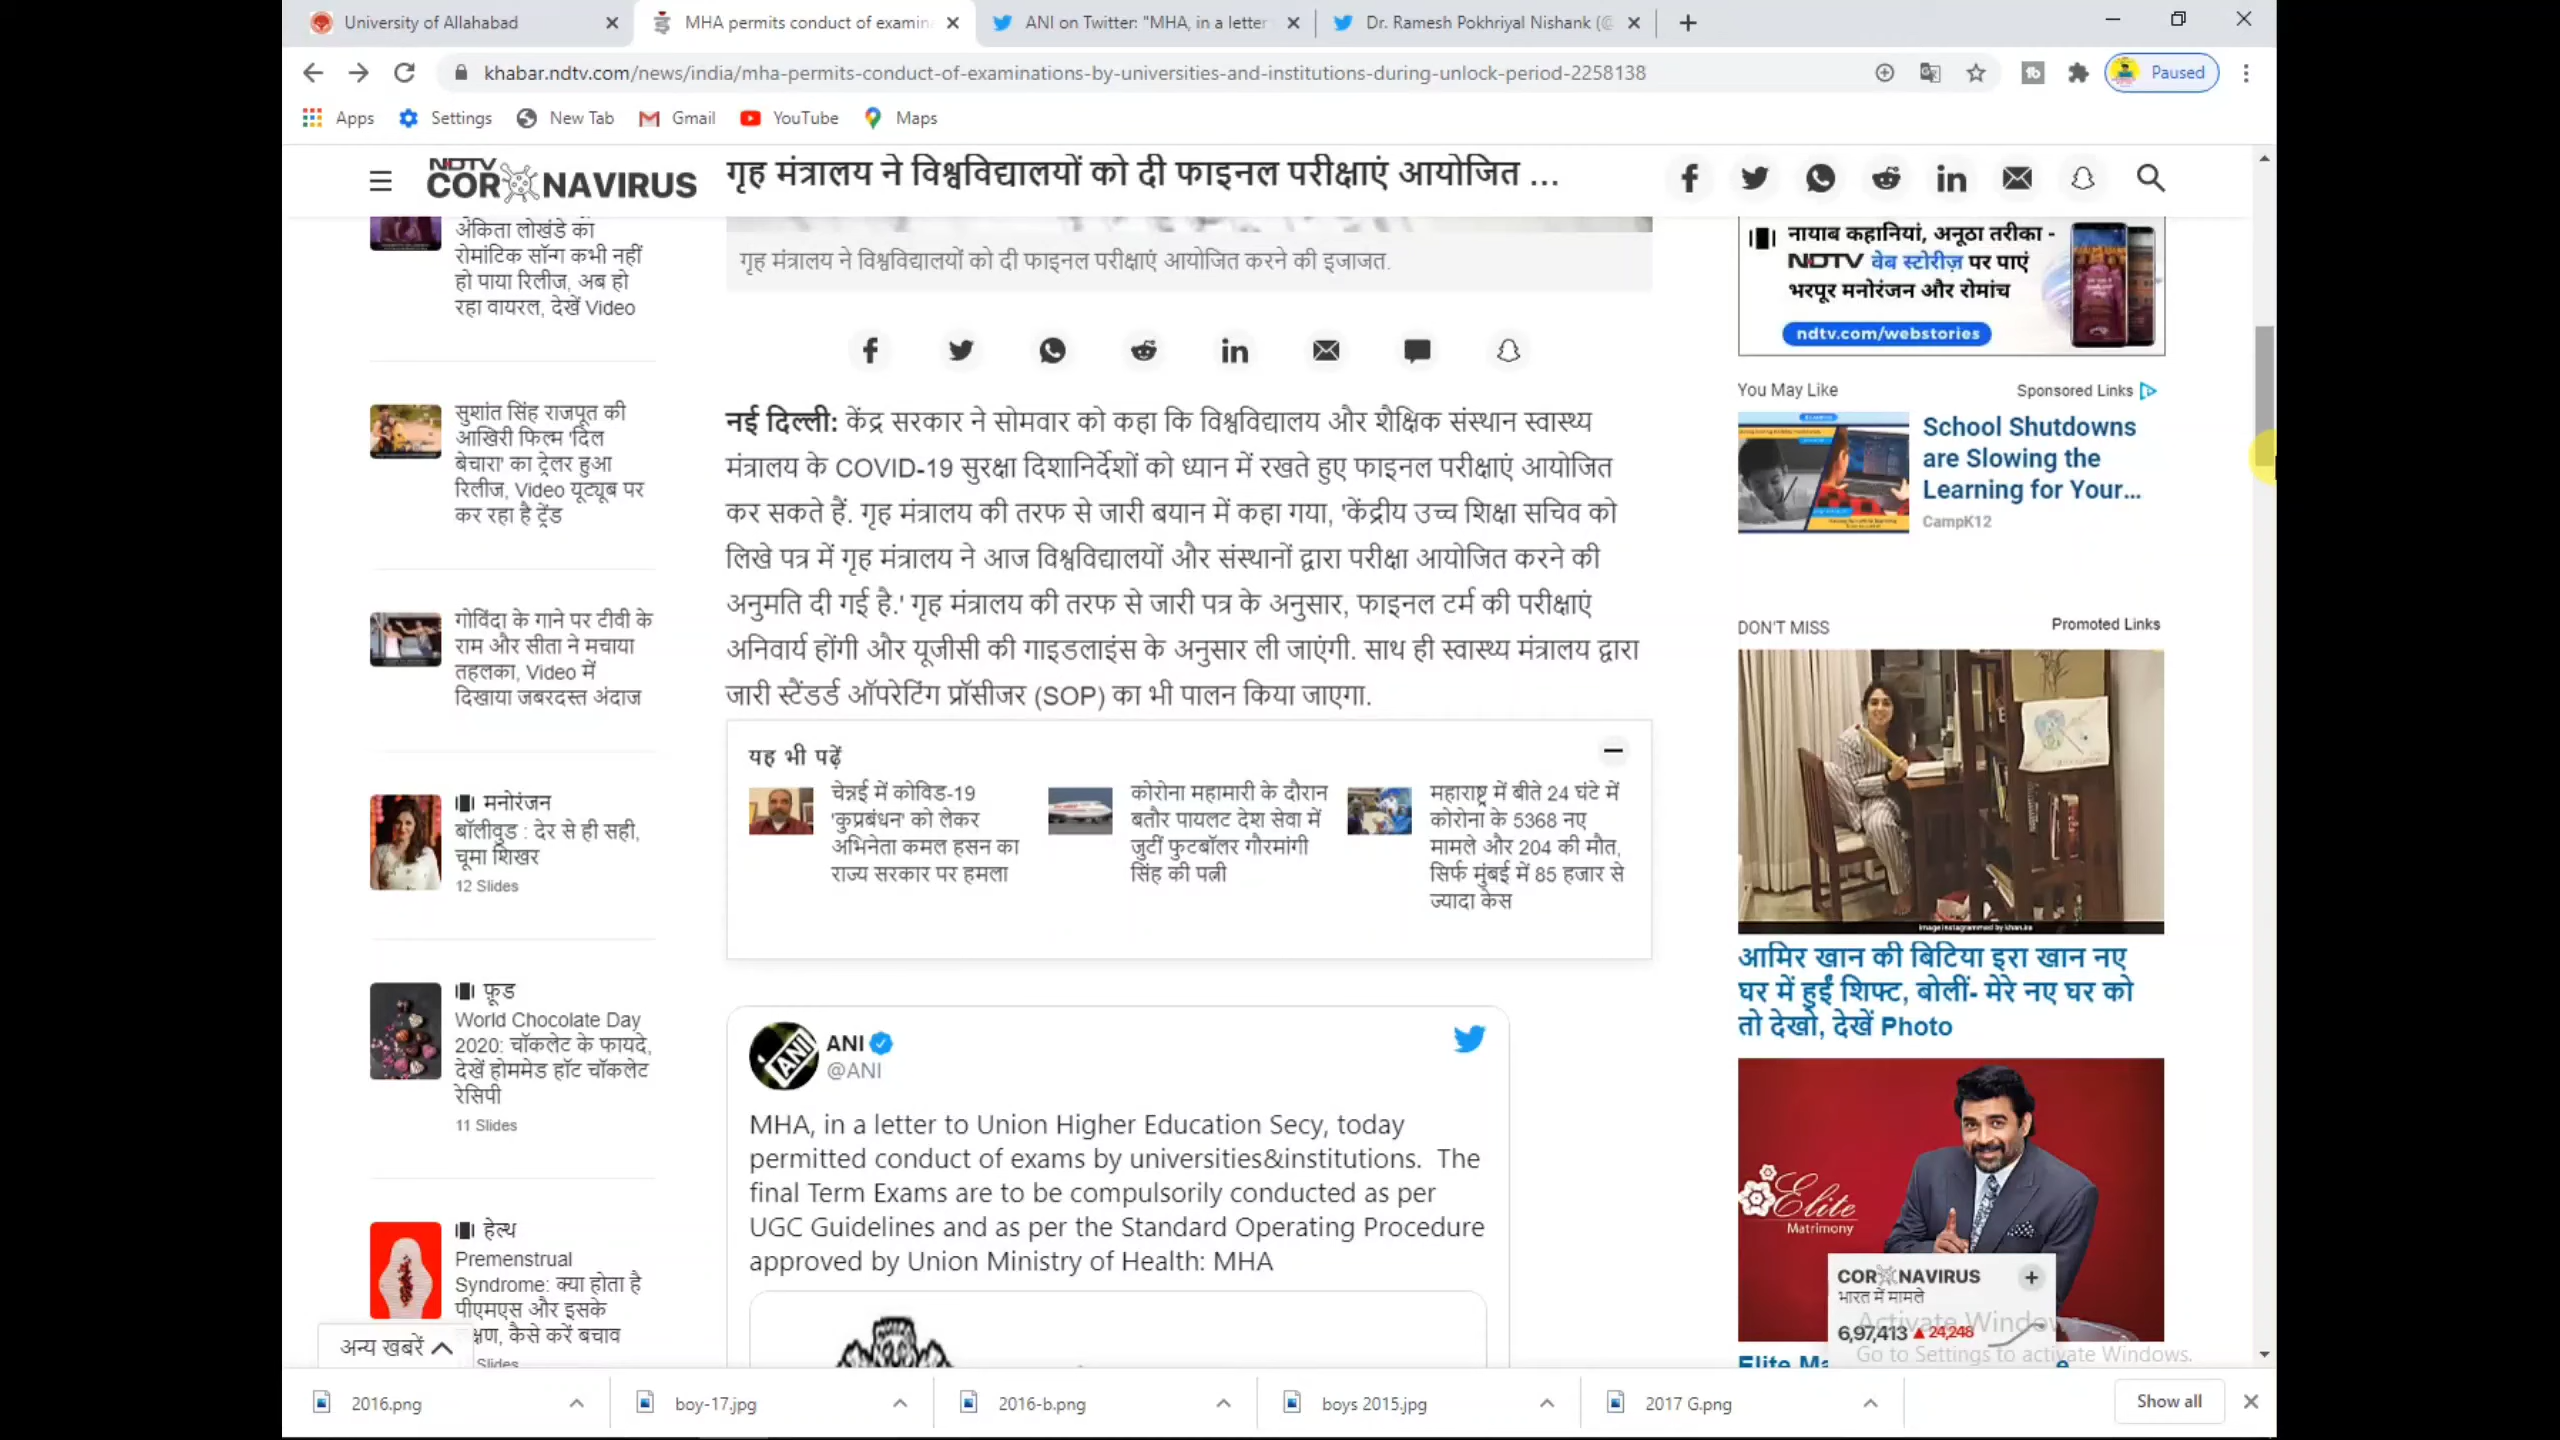 University of Allahabad
MHA permits conduct of examin
ANI on Twitter: "MHA, in a letter
Dr. Ramesh Pokhriyal Nishank (@
khabar.ndtv.com/news/india/mha-permits-conduct-of-examinations-by-universities-and-institutions-during-unlock-period-2258138
Paused
Apps
Settings
New Tab
Gmail
YouTube
Maps
NDTV
CORONAVIRUS
गृह मंत्रालय ने विश्वविद्यालयों को दी फाइनल परीक्षाएं आयोजित ...
अंकिता लोखंडे का
रोमांटिक सॉन्ग कभी नहीं
हो पाया रिलीज, अब हो
रहा वायरल, देखें Video
सुशांत सिंह राजपूत की
आखिरी फिल्म 'दिल
बेचारा' का ट्रेलर हुआ
रिलीज, Video यूट्यूब पर
कर रहा है ट्रेंड
गोविंदा के गाने पर टीवी के
राम और सीता ने मचाया
तहलका, Video में
दिखाया जबरदस्त अंदाज
मनोरंजन
बॉलीवुड : देर से ही सही,
चूमा शिखर
12 Slides
फूड
World Chocolate Day
2020: चॉकलेट के फायदे,
देखें होममेड हॉट चॉकलेट
रेसिपी
11 Slides
हेल्थ
Premenstrual
Syndrome: क्या होता है
पीएमएस और इसके
क्षण, कैसे करें बचाव
Slides
अन्य खबरें
गृह मंत्रालय ने विश्वविद्यालयों को दी फाइनल परीक्षाएं आयोजित करने की इजाजत.
नई दिल्ली: केंद्र सरकार ने सोमवार को कहा कि विश्वविद्यालय और शैक्षिक संस्थान स्वास्थ्य
मंत्रालय के COVID-19 सुरक्षा दिशानिर्देशों को ध्यान में रखते हुए फाइनल परीक्षाएं आयोजित
कर सकते हैं. गृह मंत्रालय की तरफ से जारी बयान में कहा गया, 'केंद्रीय उच्च शिक्षा सचिव को
लिखे पत्र में गृह मंत्रालय ने आज विश्वविद्यालयों और संस्थानों द्वारा परीक्षा आयोजित करने की
अनुमति दी गई है.' गृह मंत्रालय की तरफ से जारी पत्र के अनुसार, फाइनल टर्म की परीक्षाएं
अनिवार्य होंगी और यूजीसी की गाइडलाइंस के अनुसार ली जाएंगी. साथ ही स्वास्थ्य मंत्रालय द्वारा
जारी स्टैंडर्ड ऑपरेटिंग प्रॉसीजर (SOP) का भी पालन किया जाएगा.
यह भी पढ़ें
चेन्नई में कोविड-19
'कुप्रबंधन' को लेकर
अभिनेता कमल हसन का
राज्य सरकार पर हमला
कोरोना महामारी के दौरान
बतौर पायलट देश सेवा में
जुटीं फुटबॉलर गौरमांगी
सिंह की पत्नी
महाराष्ट्र में बीते 24 घंटे में
कोरोना के 5368 नए
मामले और 204 की मौत,
सिर्फ मुंबई में 85 हजार से
ज्यादा केस
ANI
@ANI
MHA, in a letter to Union Higher Education Secy, today
permitted conduct of exams by universities&institutions. The
final Term Exams are to be compulsorily conducted as per
UGC Guidelines and as per the Standard Operating Procedure
approved by Union Ministry of Health: MHA
नायाब कहानियां, अनूठा तरीका -
NDTV वेब स्टोरीज़ पर पाएं
भरपूर मनोरंजन और रोमांच
ndtv.com/webstories
You May Like
Sponsored Links
School Shutdowns
are Slowing the
Learning for Your...
CampK12
DON'T MISS
Promoted Links
आमिर खान की बिटिया इरा खान नए
घर में हुईं शिफ्ट, बोलीं- मेरे नए घर को
तो देखो, देखें Photo
Elite
Matrimony
CORONAVIRUS
भारत में मामले
6,97,413 ▲ 24,248
Activate Windows
Go to Settings to activate Windows.
2016.png
boy-17.jpg
2016-b.png
boys 2015.jpg
2017 G.png
Show all